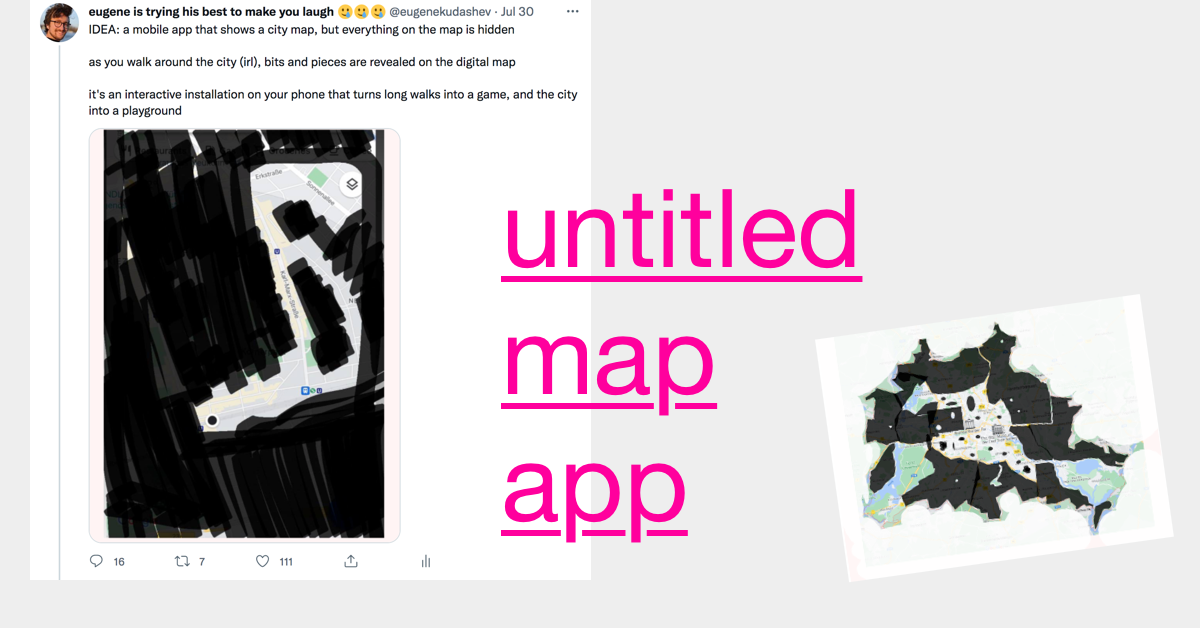 eugene is trying his best to make you laugh 🥲🥲🥲 @eugenekudashev · Jul 30
IDEA: a mobile app that shows a city map, but everything on the map is hidden
as you walk around the city (irl), bits and pieces are revealed on the digital map
it's an interactive installation on your phone that turns long walks into a game, and the city
into a playground
Erkstraße
Sonnenallee
Karl-Marx-Straße
16
7
111
untitled
map
app